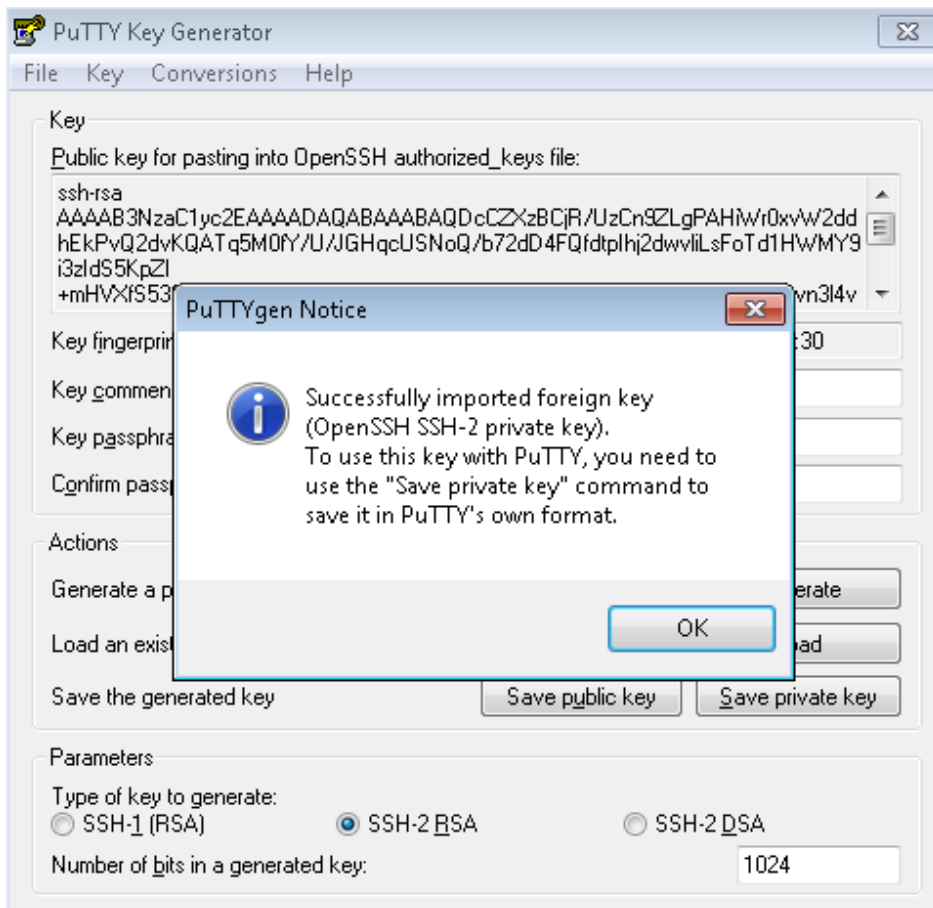 PuTTY Key Generator
File Key Conversions Help
Key
Public key for pasting into OpenSSH authorized_keys file:
ssh-rsa
AAAAB3NzaC1yc2EAAAADAQABAAABAQDcCZXzBCjR/UzCn9ZLgPAHiWr0xvW2dd
hEkPvQ2dvKQATq5M0fY/U/JGHqcUSNoQ/b72dD4FQfdtpIhj2dwvliLsFoTd1HWMY9
i3zIdS5KpZl
+mHVXfS53 vn3l4v
Key fingerprin :30
Key commen
Key passphra
Confirm pass
PuTTYgen Notice
Successfully imported foreign key
(OpenSSH SSH-2 private key).
To use this key with PuTTY, you need to
use the "Save private key" command to
save it in PuTTY's own format.
OK
Actions
Generate a p erate
Load an exis ad
Save the generated key Save public key Save private key
Parameters
Type of key to generate:
SSH-1 (RSA) SSH-2 RSA SSH-2 DSA
Number of bits in a generated key: 1024